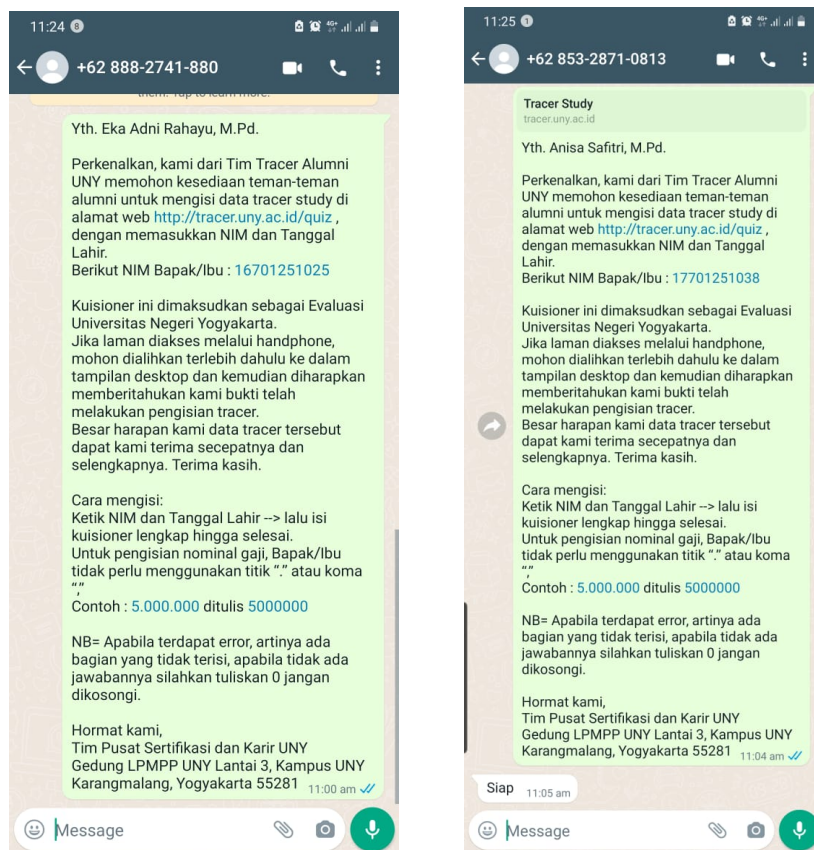 11:24 8
+62 888-2741-880
them. Tap to learn more.
Yth. Eka Adni Rahayu, M.Pd.
Perkenalkan, kami dari Tim Tracer Alumni
UNY memohon kesediaan teman-teman
alumni untuk mengisi data tracer study di
alamat web http://tracer.uny.ac.id/quiz ,
dengan memasukkan NIM dan Tanggal
Lahir.
Berikut NIM Bapak/Ibu : 16701251025
Kuisioner ini dimaksudkan sebagai Evaluasi
Universitas Negeri Yogyakarta.
Jika laman diakses melalui handphone,
mohon dialihkan terlebih dahulu ke dalam
tampilan desktop dan kemudian diharapkan
memberitahukan kami bukti telah
melakukan pengisian tracer.
Besar harapan kami data tracer tersebut
dapat kami terima secepatnya dan
selengkapnya. Terima kasih.
Cara mengisi:
Ketik NIM dan Tanggal Lahir --> lalu isi
kuisioner lengkap hingga selesai.
Untuk pengisian nominal gaji, Bapak/Ibu
tidak perlu menggunakan titik “.” atau koma
“,”
Contoh : 5.000.000 ditulis 5000000
NB= Apabila terdapat error, artinya ada
bagian yang tidak terisi, apabila tidak ada
jawabannya silahkan tuliskan 0 jangan
dikosongi.
Hormat kami,
Tim Pusat Sertifikasi dan Karir UNY
Gedung LPMPP UNY Lantai 3, Kampus UNY
Karangmalang, Yogyakarta 55281 11:00 am
Message
11:25 1
+62 853-2871-0813
Tracer Study
tracer.uny.ac.id
Yth. Anisa Safitri, M.Pd.
Perkenalkan, kami dari Tim Tracer Alumni
UNY memohon kesediaan teman-teman
alumni untuk mengisi data tracer study di
alamat web http://tracer.uny.ac.id/quiz ,
dengan memasukkan NIM dan Tanggal
Lahir.
Berikut NIM Bapak/Ibu : 17701251038
Kuisioner ini dimaksudkan sebagai Evaluasi
Universitas Negeri Yogyakarta.
Jika laman diakses melalui handphone,
mohon dialihkan terlebih dahulu ke dalam
tampilan desktop dan kemudian diharapkan
memberitahukan kami bukti telah
melakukan pengisian tracer.
Besar harapan kami data tracer tersebut
dapat kami terima secepatnya dan
selengkapnya. Terima kasih.
Cara mengisi:
Ketik NIM dan Tanggal Lahir --> lalu isi
kuisioner lengkap hingga selesai.
Untuk pengisian nominal gaji, Bapak/Ibu
tidak perlu menggunakan titik “.” atau koma
“,”
Contoh : 5.000.000 ditulis 5000000
NB= Apabila terdapat error, artinya ada
bagian yang tidak terisi, apabila tidak ada
jawabannya silahkan tuliskan 0 jangan
dikosongi.
Hormat kami,
Tim Pusat Sertifikasi dan Karir UNY
Gedung LPMPP UNY Lantai 3, Kampus UNY
Karangmalang, Yogyakarta 55281 11:04 am
Siap 11:05 am
Message